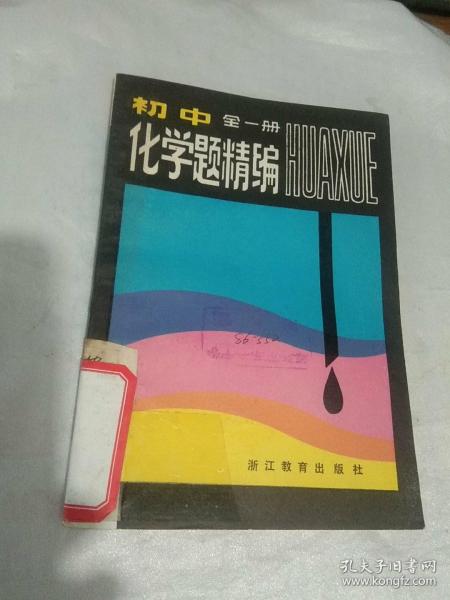 初中 全一册
化学题精编 HUAXUE
浙江教育出版社
孔夫子旧书网
www.kongfz.com